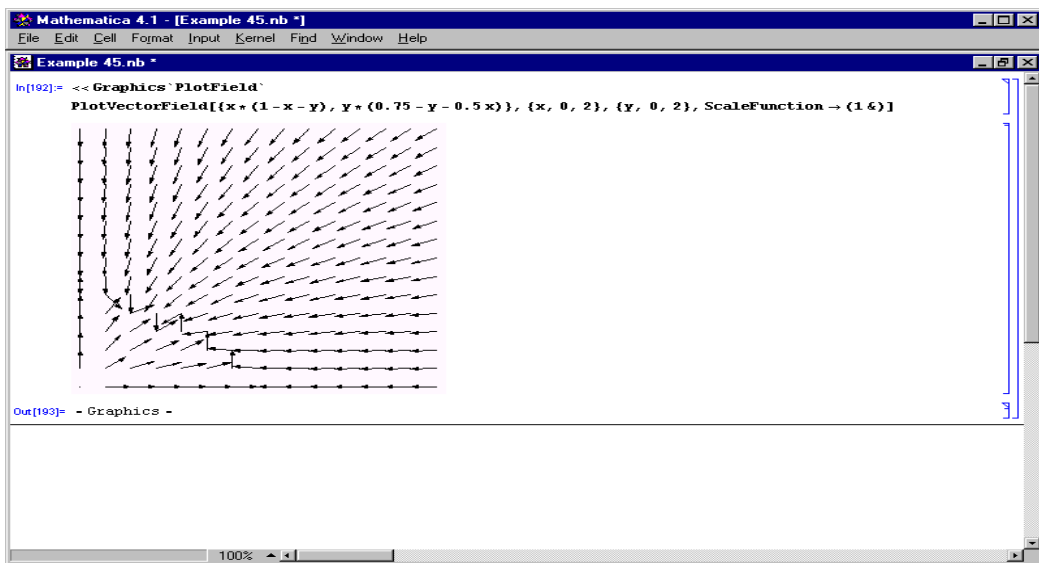 Mathematica 4.1 - [Example 45.nb *]
File Edit Cell Format Input Kernel Find Window Help
Example 45.nb *
In[192]:= <<Graphics`PlotField`
PlotVectorField[{x*(1-x-y), y*(0.75-y-0.5x)}, {x, 0, 2}, {y, 0, 2}, ScaleFunction→(1&)]
Out[193]= -Graphics-
100%